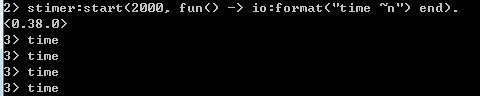 2> stimer:start(2000, fun() -> io:format("time ~n") end).
<0.38.0>
3> time
3> time
3> time
3> time